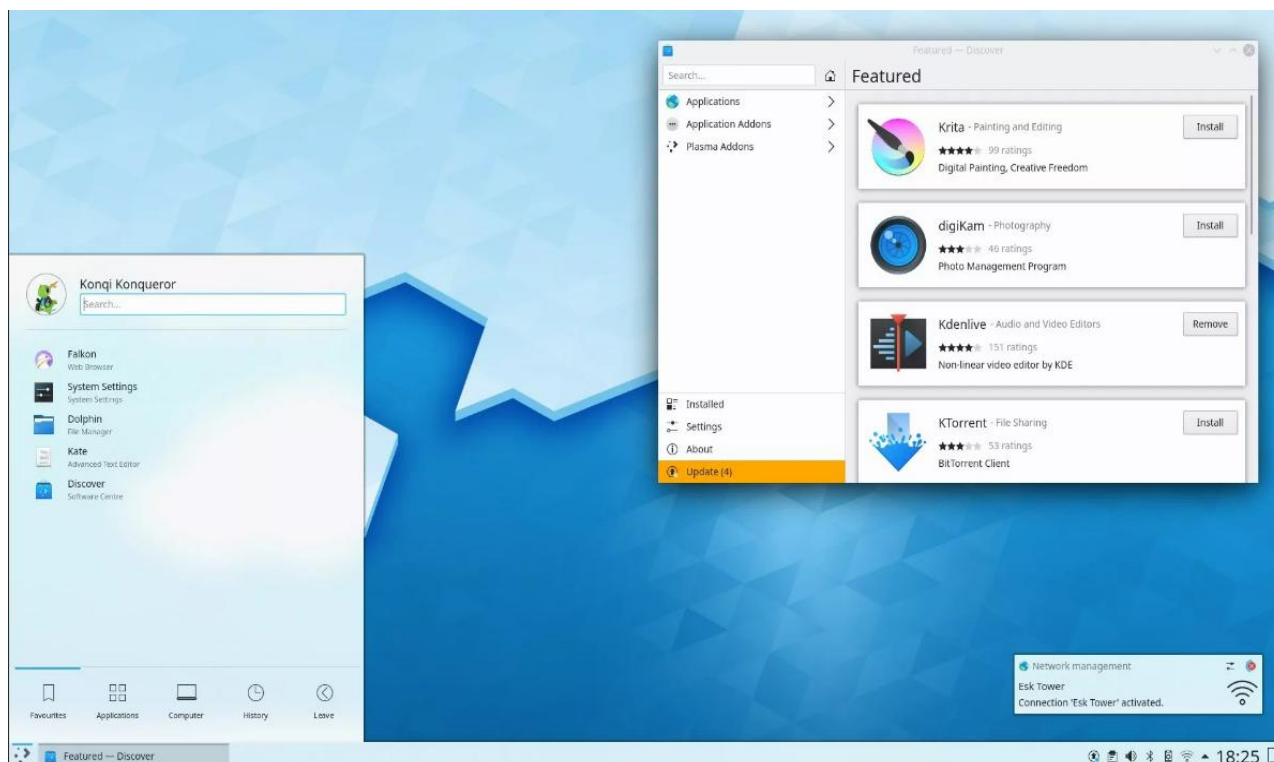 Featured — Discover
Search...
Featured
Applications
Application Addons
Plasma Addons
Krita - Painting and Editing
99 ratings
Digital Painting, Creative Freedom
Install
digiKam - Photography
46 ratings
Photo Management Program
Install
Kdenlive - Audio and Video Editors
151 ratings
Non-linear video editor by KDE
Remove
KTorrent - File Sharing
53 ratings
BitTorrent Client
Install
Installed
Settings
About
Update (4)
Konqi Konqueror
Search...
Falkon
Web Browser
System Settings
System Settings
Dolphin
File Manager
Kate
Advanced Text Editor
Discover
Software Centre
Favourites
Applications
Computer
History
Leave
Network management
Esk Tower
Connection 'Esk Tower' activated.
Featured — Discover
18:25